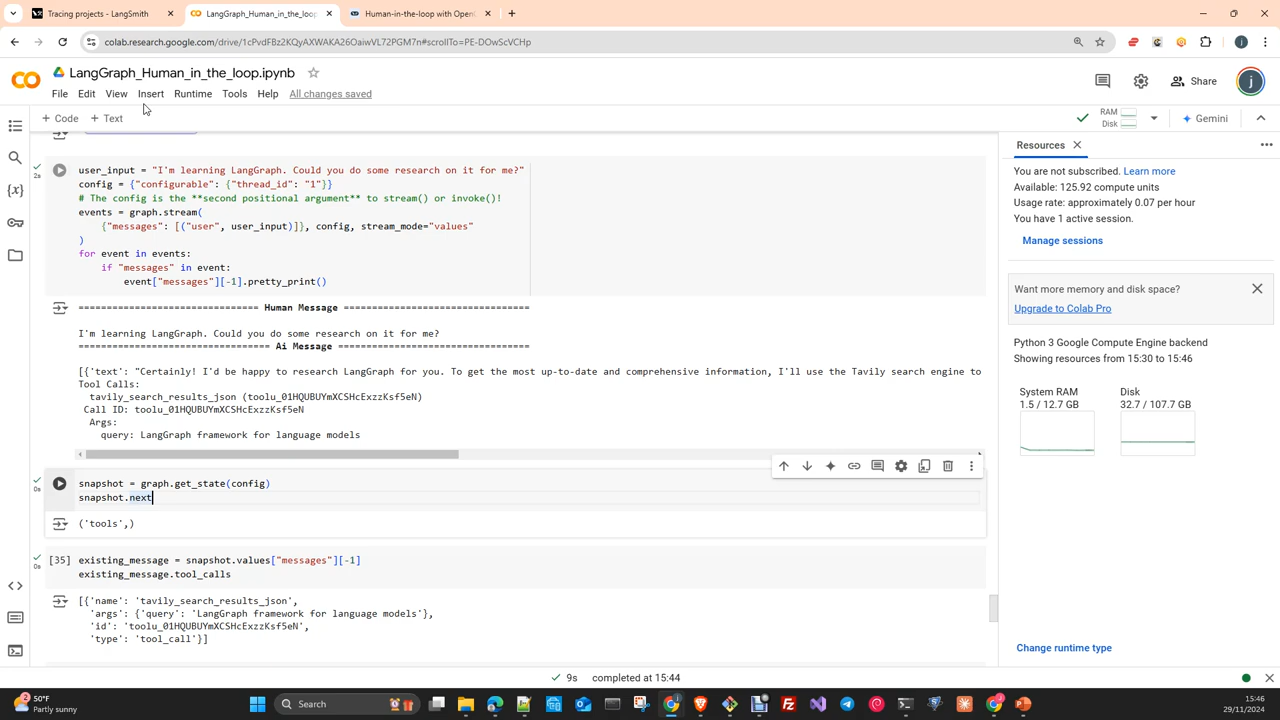 Tracing projects - LangSmith
LangGraph_Human_in_the_loop
Human-in-the-loop with Open
colab.research.google.com/drive/1cPvdFBz2KQyAXWAKA26OaiwVL72PGM7n#scrollTo=PE-DOwScVCHp
LangGraph_Human_in_the_loop.ipynb
File Edit View Insert Runtime Tools Help All changes saved
Share
+ Code + Text
RAM
Disk
Gemini
2s
user_input = "I'm learning LangGraph. Could you do some research on it for me?"
config = {"configurable": {"thread_id": "1"}}
# The config is the **second positional argument** to stream() or invoke()!
events = graph.stream(
{"messages": [("user", user_input)]}, config, stream_mode="values"
)
for event in events:
if "messages" in event:
event["messages"][-1].pretty_print()
================================ Human Message =================================
I'm learning LangGraph. Could you do some research on it for me?
================================== Ai Message ==================================
[{'text': "Certainly! I'd be happy to research LangGraph for you. To get the most up-to-date and comprehensive information, I'll use the Tavily search engine to
Tool Calls:
tavily_search_results_json (toolu_01HQUBUYmXCSHcExzzKsf5eN)
Call ID: toolu_01HQUBUYmXCSHcExzzKsf5eN
Args:
query: LangGraph framework for language models
0s
snapshot = graph.get_state(config)
snapshot.next
('tools',)
0s
[35] existing_message = snapshot.values["messages"][-1]
existing_message.tool_calls
[{'name': 'tavily_search_results_json',
'args': {'query': 'LangGraph framework for language models'},
'id': 'toolu_01HQUBUYmXCSHcExzzKsf5eN',
'type': 'tool_call'}]
Resources
You are not subscribed. Learn more
Available: 125.92 compute units
Usage rate: approximately 0.07 per hour
You have 1 active session.
Manage sessions
Want more memory and disk space?
Upgrade to Colab Pro
Python 3 Google Compute Engine backend
Showing resources from 15:30 to 15:46
System RAM
1.5 / 12.7 GB
Disk
32.7 / 107.7 GB
Change runtime type
9s completed at 15:44
2
50°F
Partly sunny
Search
15:46
29/11/2024